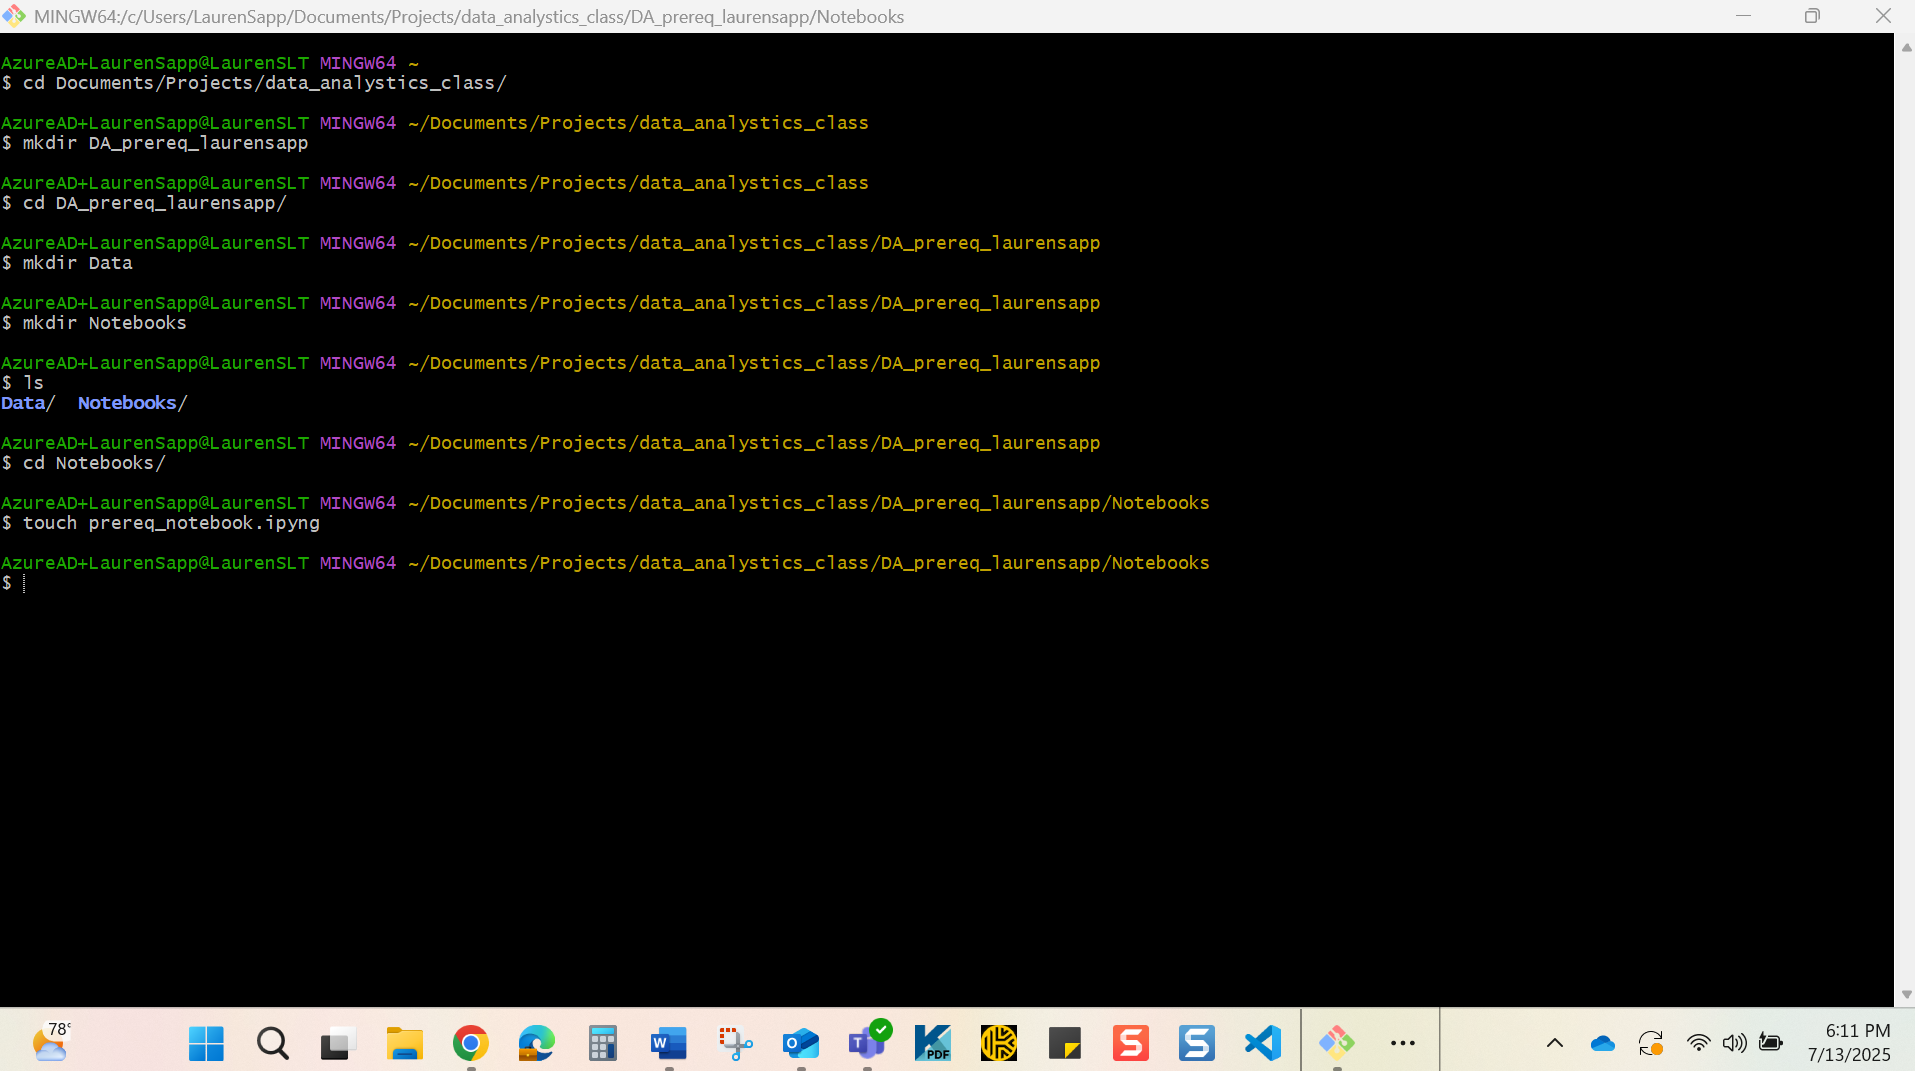 MINGW64:/c/Users/LaurenSapp/Documents/Projects/data_analystics_class/DA_prereq_laurensapp/Notebooks
AzureAD+LaurenSapp@LaurenSLT MINGW64 ~
$ cd Documents/Projects/data_analystics_class/
AzureAD+LaurenSapp@LaurenSLT MINGW64 ~/Documents/Projects/data_analystics_class
$ mkdir DA_prereq_laurensapp
AzureAD+LaurenSapp@LaurenSLT MINGW64 ~/Documents/Projects/data_analystics_class
$ cd DA_prereq_laurensapp/
AzureAD+LaurenSapp@LaurenSLT MINGW64 ~/Documents/Projects/data_analystics_class/DA_prereq_laurensapp
$ mkdir Data
AzureAD+LaurenSapp@LaurenSLT MINGW64 ~/Documents/Projects/data_analystics_class/DA_prereq_laurensapp
$ mkdir Notebooks
AzureAD+LaurenSapp@LaurenSLT MINGW64 ~/Documents/Projects/data_analystics_class/DA_prereq_laurensapp
$ ls
Data/  Notebooks/
AzureAD+LaurenSapp@LaurenSLT MINGW64 ~/Documents/Projects/data_analystics_class/DA_prereq_laurensapp
$ cd Notebooks/
AzureAD+LaurenSapp@LaurenSLT MINGW64 ~/Documents/Projects/data_analystics_class/DA_prereq_laurensapp/Notebooks
$ touch prereq_notebook.ipyng
AzureAD+LaurenSapp@LaurenSLT MINGW64 ~/Documents/Projects/data_analystics_class/DA_prereq_laurensapp/Notebooks
$
78°
W
O
T
PDF
S
S
6:11 PM
7/13/2025